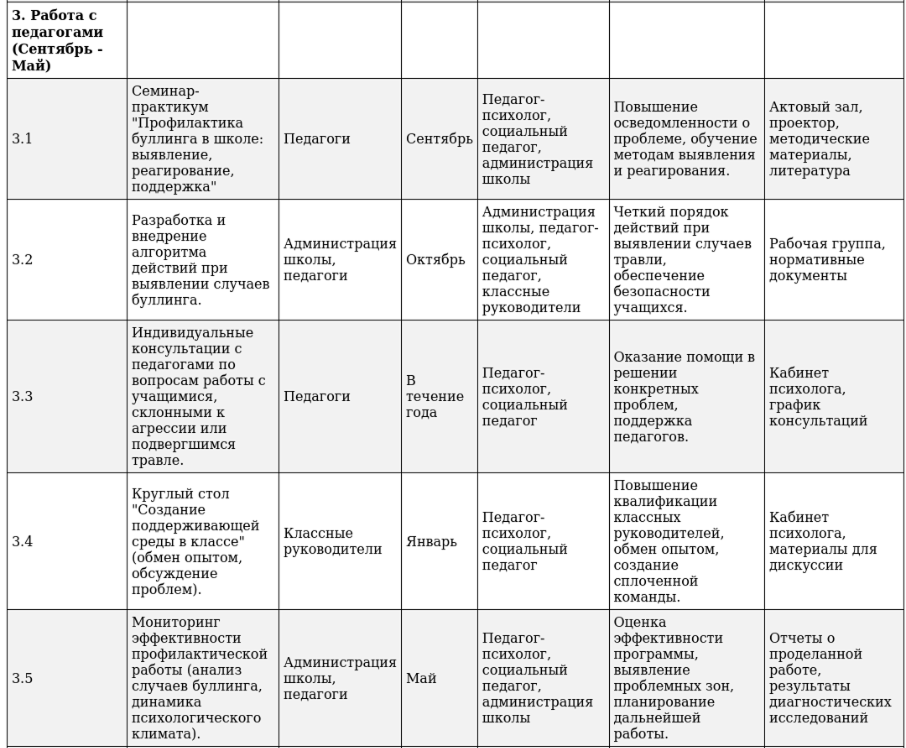 3. Работа с
педагогами
(Сентябрь -
Май)
3.1
Семинар-
практикум
"Профилактика
буллинга в школе:
выявление,
реагирование,
поддержка"
Педагоги
Сентябрь
Педагог-
психолог,
социальный
педагог,
администрация
школы
Повышение
осведомленности о
проблеме, обучение
методам выявления
и реагирования.
Актовый зал,
проектор,
методические
материалы,
литература
3.2
Разработка и
внедрение
алгоритма
действий при
выявлении случаев
буллинга.
Администрация
школы,
педагоги
Октябрь
Администрация
школы, педагог-
психолог,
социальный
педагог,
классные
руководители
Четкий порядок
действий при
выявлении случаев
травли,
обеспечение
безопасности
учащихся.
Рабочая группа,
нормативные
документы
3.3
Индивидуальные
консультации с
педагогами по
вопросам работы с
учащимися,
склонными к
агрессии или
подвергшимся
травле.
Педагоги
В
течение
года
Педагог-
психолог,
социальный
педагог
Оказание помощи в
решении
конкретных
проблем,
поддержка
педагогов.
Кабинет
психолога,
график
консультаций
3.4
Круглый стол
"Создание
поддерживающей
среды в классе"
(обмен опытом,
обсуждение
проблем).
Классные
руководители
Январь
Педагог-
психолог,
социальный
педагог
Повышение
квалификации
классных
руководителей,
обмен опытом,
создание
сплоченной
команды.
Кабинет
психолога,
материалы для
дискуссии
3.5
Мониторинг
эффективности
профилактической
работы (анализ
случаев буллинга,
динамика
психологического
климата).
Администрация
школы,
педагоги
Май
Педагог-
психолог,
социальный
педагог,
администрация
школы
Оценка
эффективности
программы,
выявление
проблемных зон,
планирование
дальнейшей
работы.
Отчеты о
проделанной
работе,
результаты
диагностических
исследований